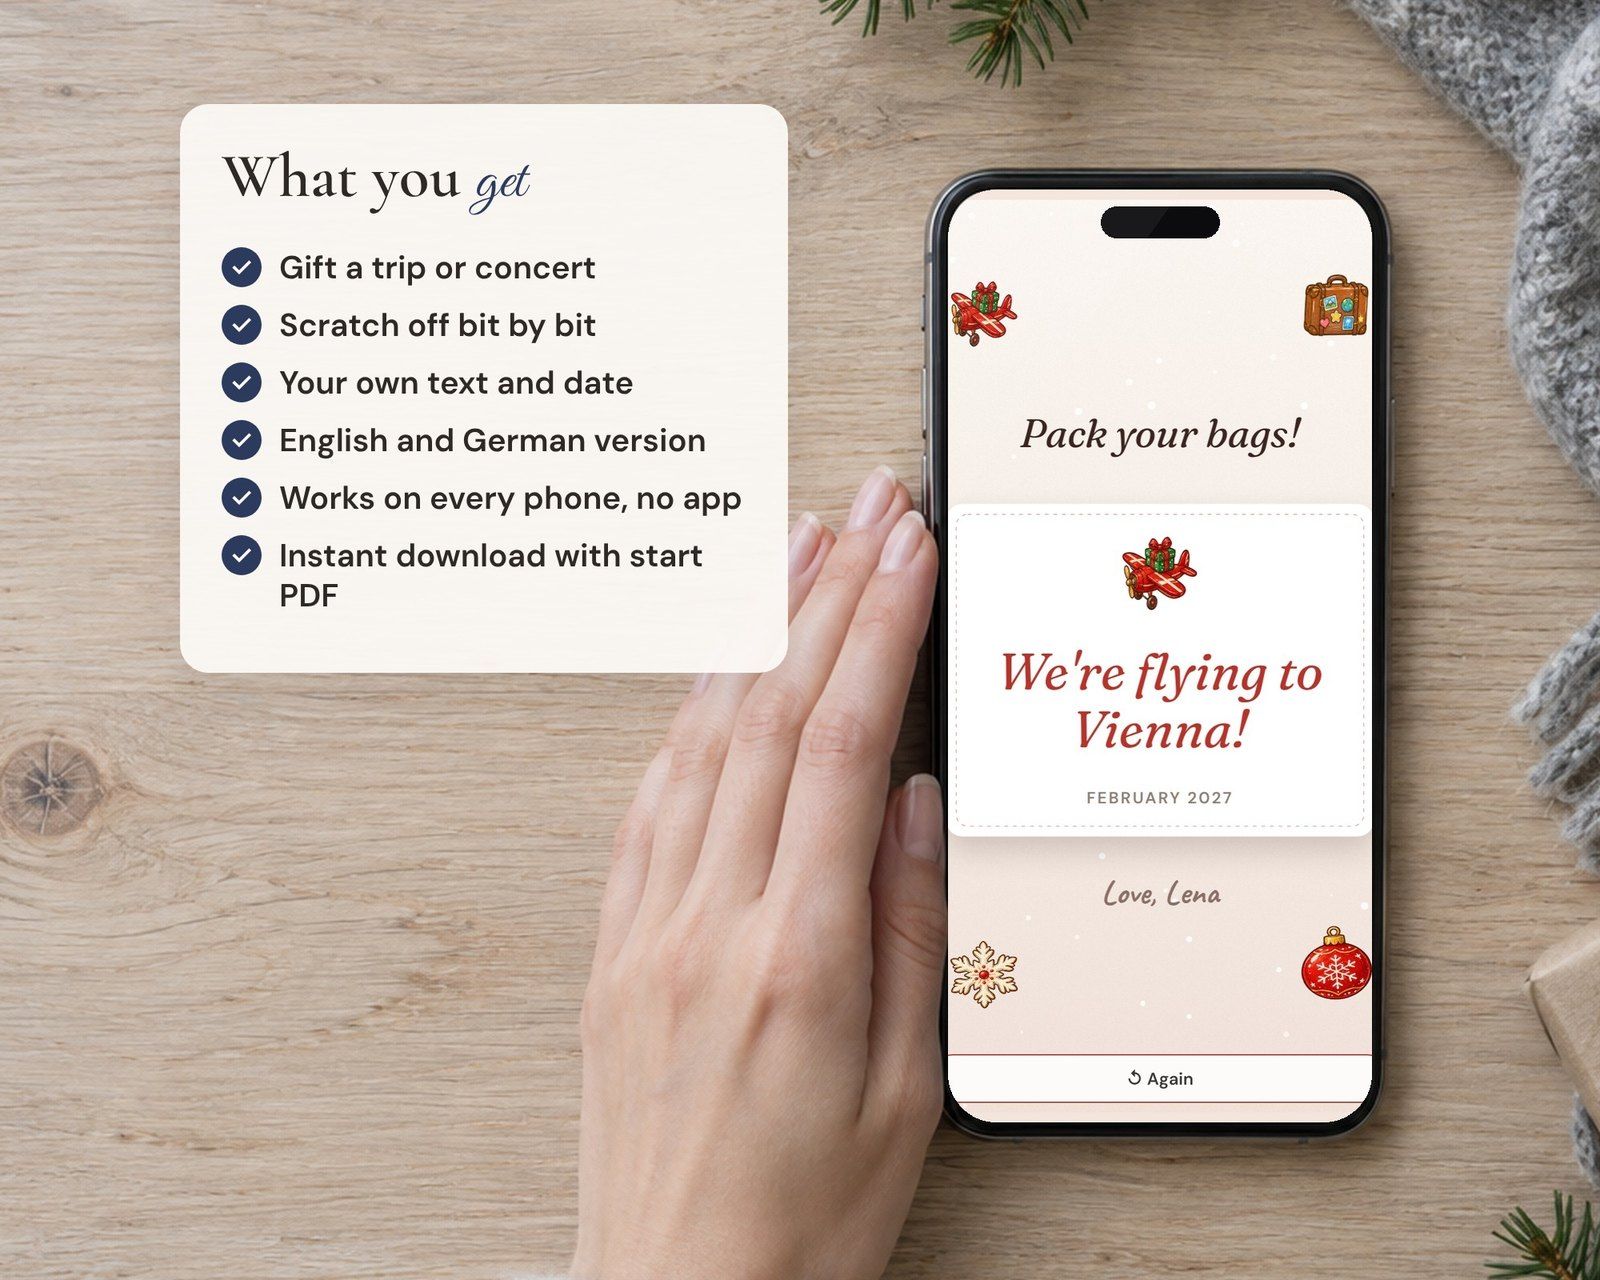 What you get
Gift a trip or concert
Scratch off bit by bit
Your own text and date
English and German version
Works on every phone, no app
Instant download with start
PDF
Pack your bags!
We're flying to
Vienna!
FEBRUARY 2027
Love, Lena
Again